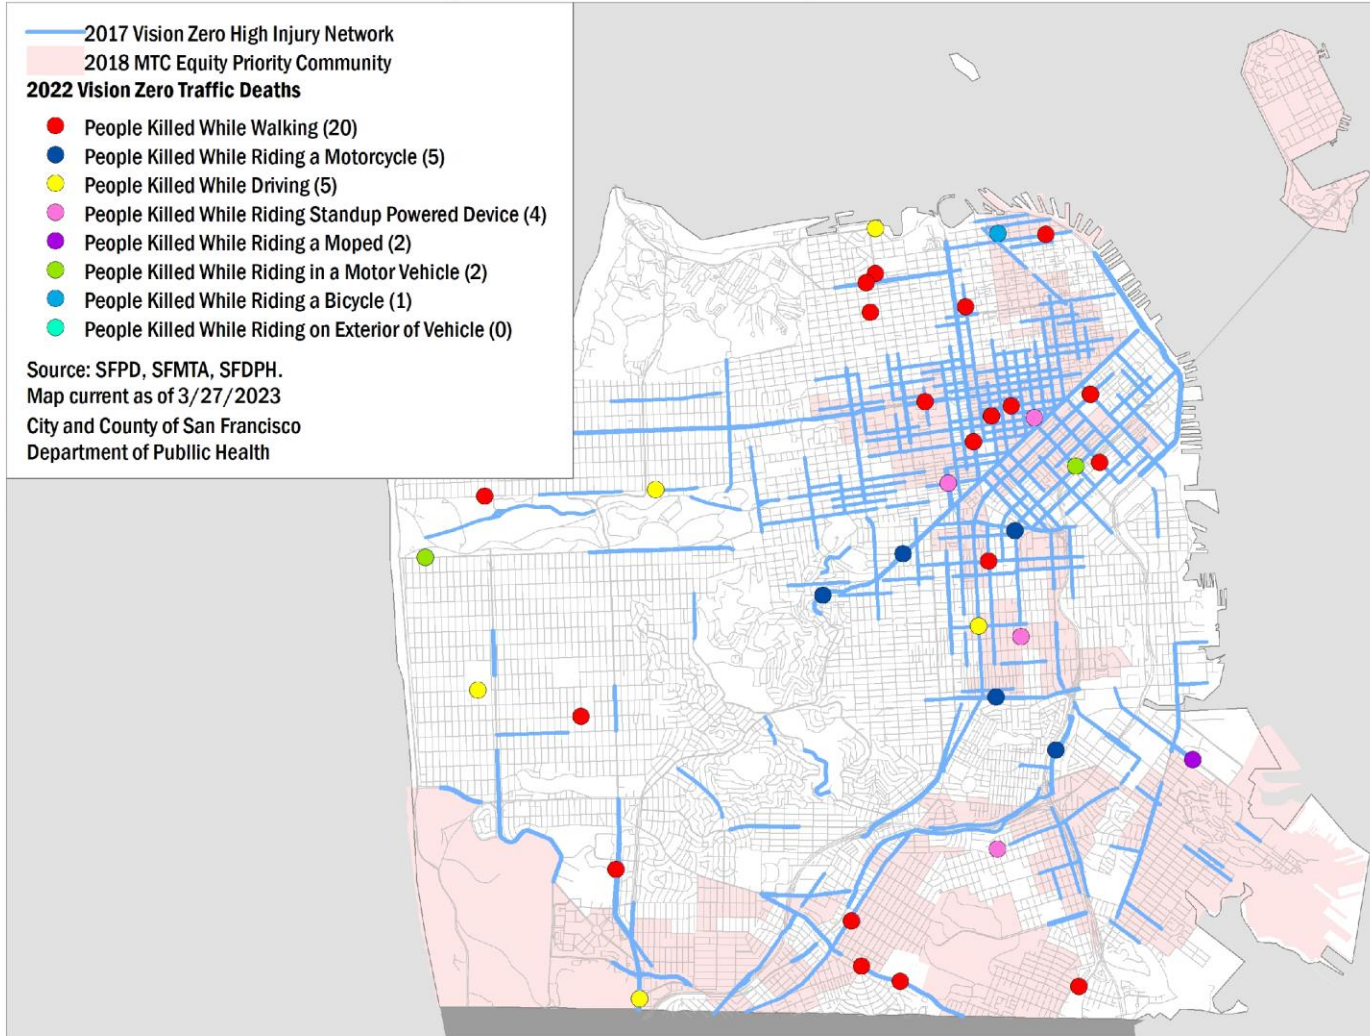 2017 Vision Zero High Injury Network
2018 MTC Equity Priority Community
2022 Vision Zero Traffic Deaths
People Killed While Walking (20)
People Killed While Riding a Motorcycle (5)
People Killed While Driving (5)
People Killed While Riding Standup Powered Device (4)
People Killed While Riding a Moped (2)
People Killed While Riding in a Motor Vehicle (2)
People Killed While Riding a Bicycle (1)
People Killed While Riding on Exterior of Vehicle (0)
Source: SFPD, SFMTA, SFDPH.
Map current as of 3/27/2023
City and County of San Francisco
Department of Publlic Health